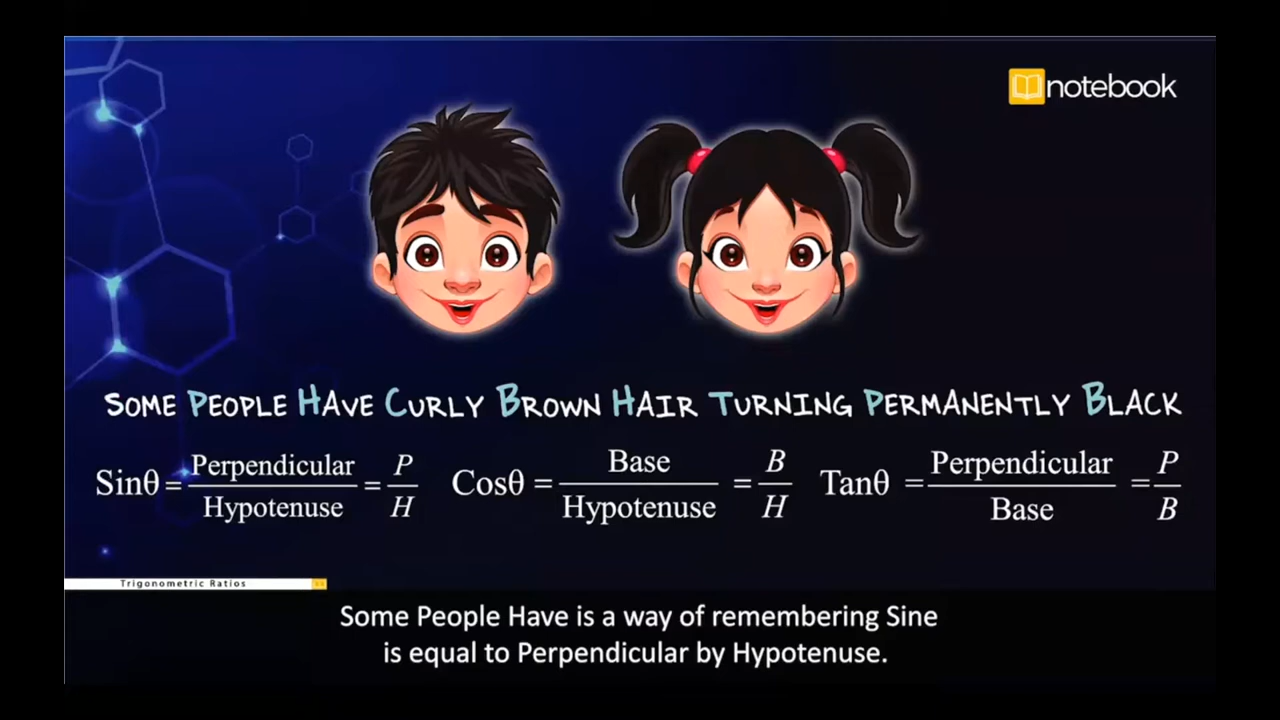 notebook
SOME PEOPLE HAVE CURLY BROWN HAIR TURNING PERMANENTLY BLACK
Sinθ = Perpendicular/Hypotenuse = P/H Cosθ = Base/Hypotenuse = B/H Tanθ = Perpendicular/Base = P/B
Trigonometric Ratios
Some People Have is a way of remembering Sine
is equal to Perpendicular by Hypotenuse.